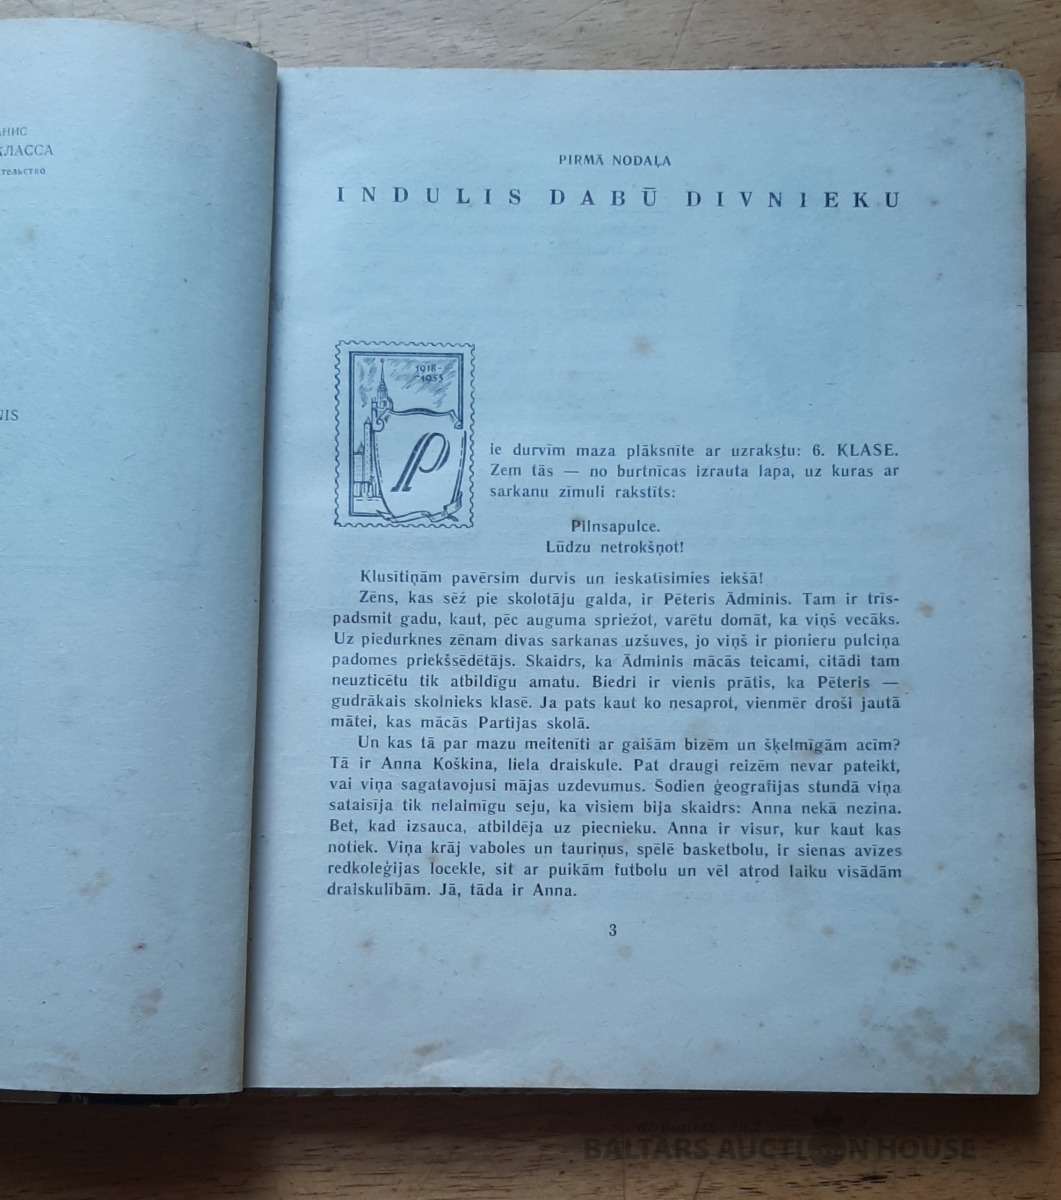 КЛАССА
NIS
PIRMĀ NODAĻA
INDULIS DABŪ DIVNIEKU
1918-
-1955
P
ie durvīm maza plāksnīte ar uzrakstu: 6. KLASE.
Zem tās — no burtnīcas izrauta lapa, uz kuras ar
sarkanu zīmuli rakstīts:
Pilnsapulce.
Lūdzu netrokšņot!
Klusītiņām pavērsim durvis un ieskatīsimies iekšā!
Zēns, kas sēž pie skolotāju galda, ir Pēteris Ādminis. Tam ir trīs-
padsmit gadu, kaut, pēc auguma spriežot, varētu domāt, ka viņš vecāks.
Uz piedurknes zēnam divas sarkanas uzšuves, jo viņš ir pionieru pulciņa
padomes priekšsēdētājs. Skaidrs, ka Ādminis mācās teicami, citādi tam
neuzticētu tik atbildīgu amatu. Biedri ir vienis prātis, ka Pēteris —
gudrākais skolnieks klasē. Ja pats kaut ko nesaprot, vienmēr droši jautā
mātei, kas mācās Partijas skolā.
Un kas tā par mazu meitenīti ar gaišām bizēm un šķelmīgām acīm?
Tā ir Anna Koškina, liela draiskule. Pat draugi reizēm nevar pateikt,
vai viņa sagatavojusi mājas uzdevumus. Šodien ģeografijas stundā viņa
sataisīja tik nelaimīgu seju, ka visiem bija skaidrs: Anna nekā nezina.
Bet, kad izsauca, atbildēja uz piecnieku. Anna ir visur, kur kaut kas
notiek. Viņa krāj vaboles un tauriņus, spēlē basketbolu, ir sienas avīzes
redkoleģijas locekle, sit ar puikām futbolu un vēl atrod laiku visādām
draiskulībām. Jā, tāda ir Anna.
3
BALTARS AUCTION HOUSE